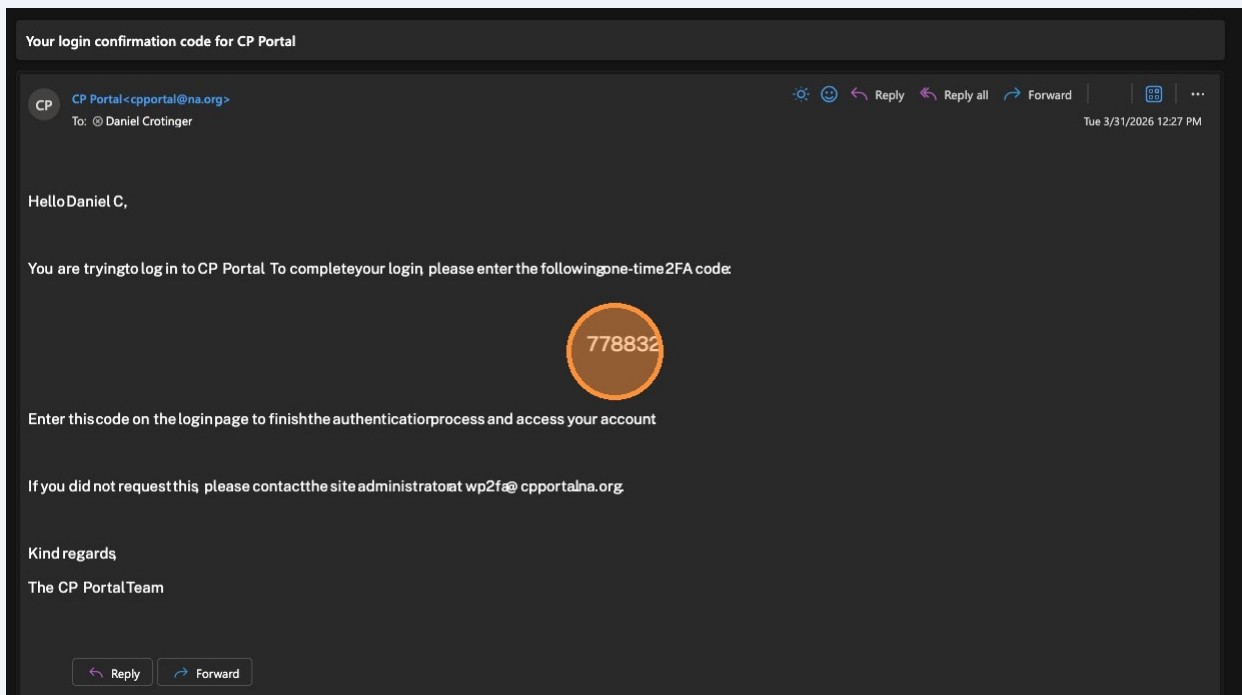 Your login confirmation code for CP Portal
CP
CP Portal<cpportal@na.org>
Reply
Reply all
Forward
To: Daniel Crotinger
Tue 3/31/2026 12:27 PM
Hello Daniel C,
You are trying to log in to CP Portal. To complete your login, please enter the following one-time 2FA code:
778832
Enter this code on the login page to finish the authentication process and access your account
If you did not request this, please contact the site administrator at wp2fa@cpportal.na.org.
Kind regards,
The CP Portal Team
Reply
Forward